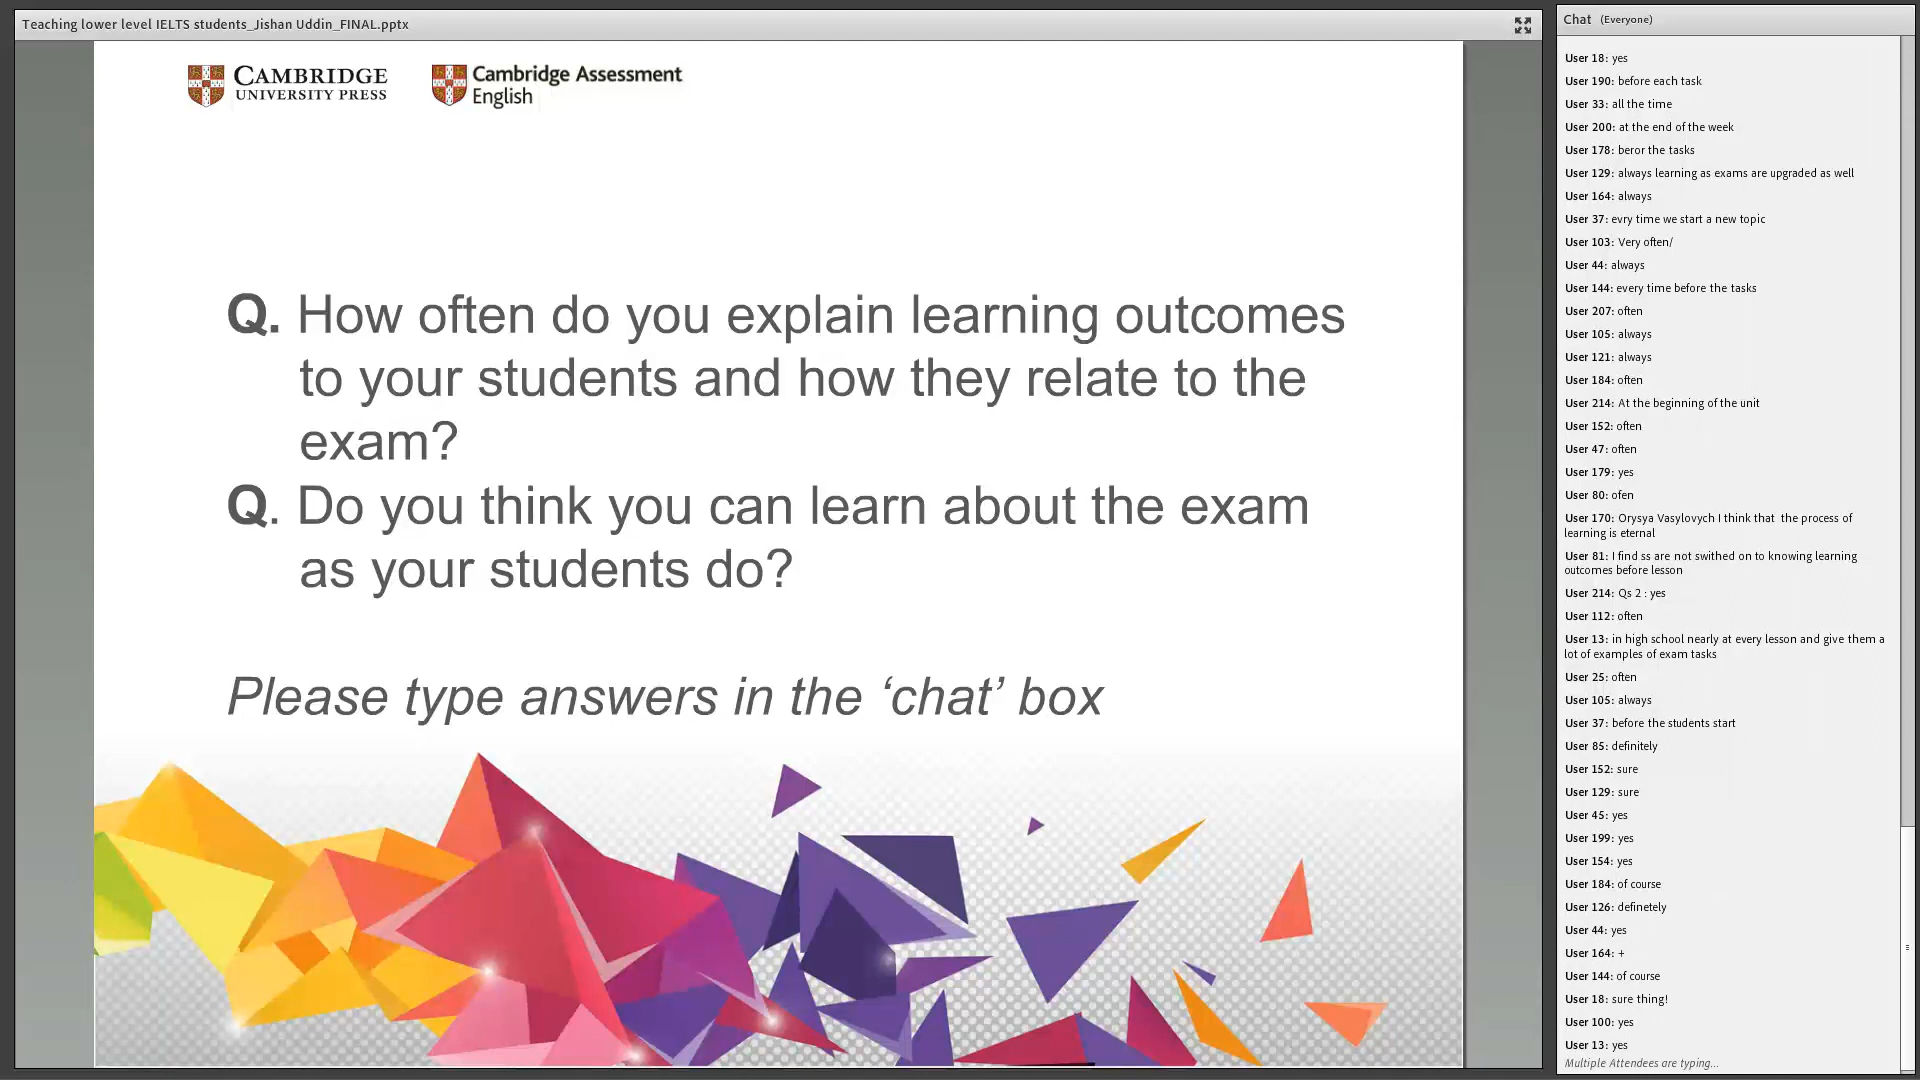 Teaching lower level IELTS students_Jishan Uddin_FINAL.pptx
CAMBRIDGE
UNIVERSITY PRESS
Cambridge Assessment
English
Q. How often do you explain learning outcomes
to your students and how they relate to the
exam?
Q. Do you think you can learn about the exam
as your students do?
Please type answers in the ‘chat’ box
Chat (Everyone)
User 18: yes
User 190: before each task
User 33: all the time
User 200: at the end of the week
User 178: beror the tasks
User 129: always learning as exams are upgraded as well
User 164: always
User 37: evry time we start a new topic
User 103: Very often/
User 44: always
User 144: every time before the tasks
User 207: often
User 105: always
User 121: always
User 184: often
User 214: At the beginning of the unit
User 152: often
User 47: often
User 179: yes
User 80: ofen
User 170: Orysya Vasylovych I think that the process of
learning is eternal
User 81: I find ss are not swithed on to knowing learning
outcomes before lesson
User 214: Qs 2 : yes
User 112: often
User 13: in high school nearly at every lesson and give them a
lot of examples of exam tasks
User 25: often
User 105: always
User 37: before the students start
User 85: definitely
User 152: sure
User 129: sure
User 45: yes
User 199: yes
User 154: yes
User 184: of course
User 126: definetely
User 44: yes
User 164: +
User 144: of course
User 18: sure thing!
User 100: yes
User 13: yes
Multiple Attendees are typing...